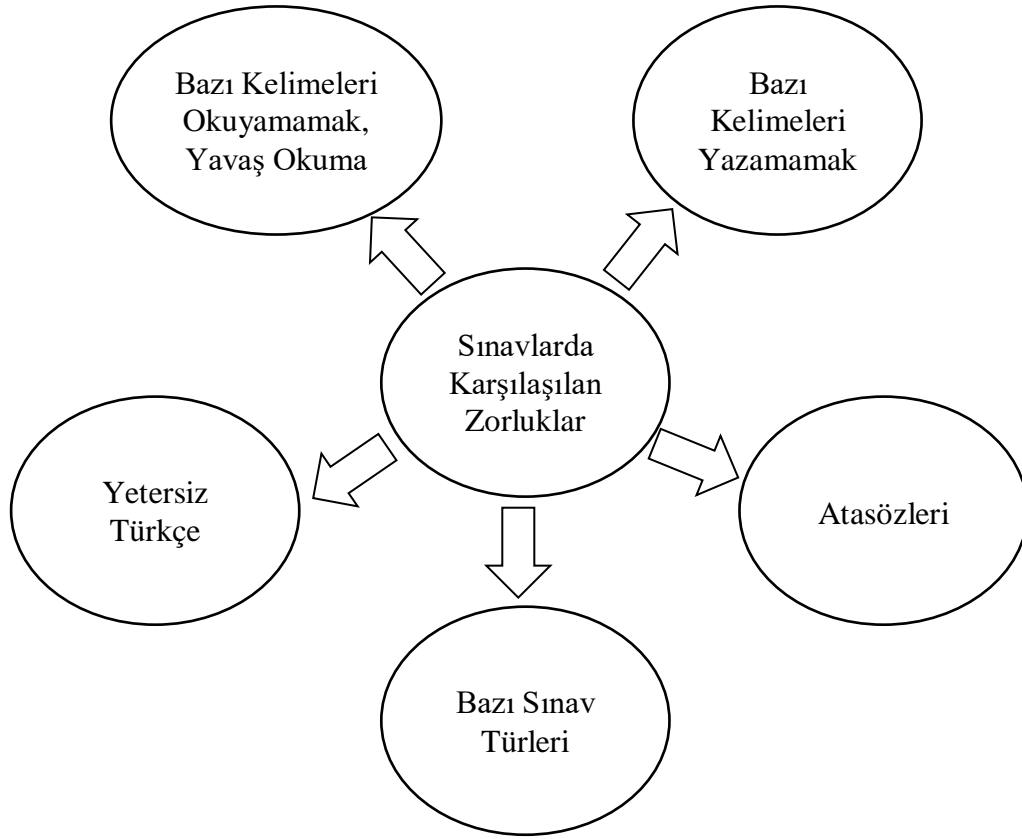 Bazı Kelimeleri
Okuyamamak,
Yavaş Okuma
Bazı
Kelimeleri
Yazamamak
Sınavlarda
Karşılaşılan
Zorluklar
Yetersiz
Türkçe
Atasözleri
Bazı Sınav
Türleri